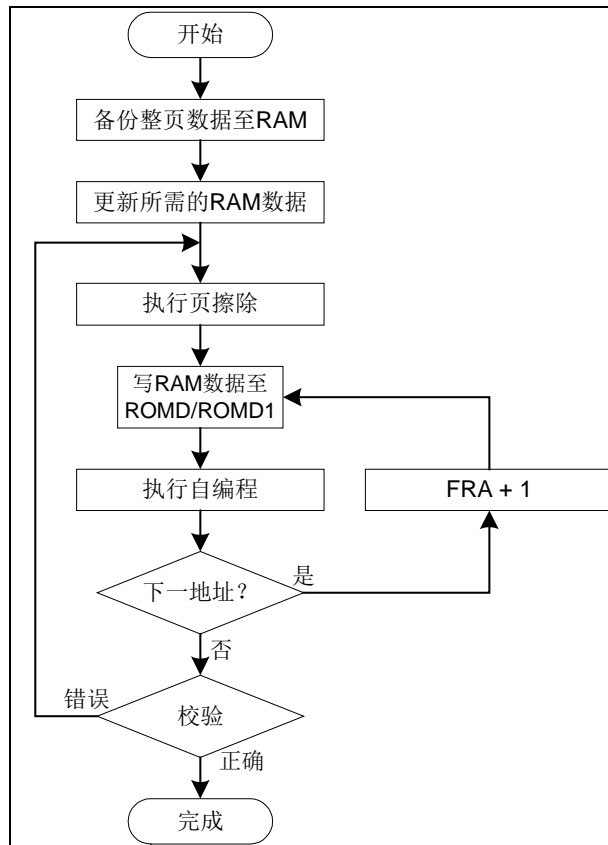 开始
备份整页数据至RAM
更新所需的RAM数据
执行页擦除
写RAM数据至
ROMD/ROMD1
执行自编程
FRA + 1
下一地址？
是
否
错误
校验
正确
完成